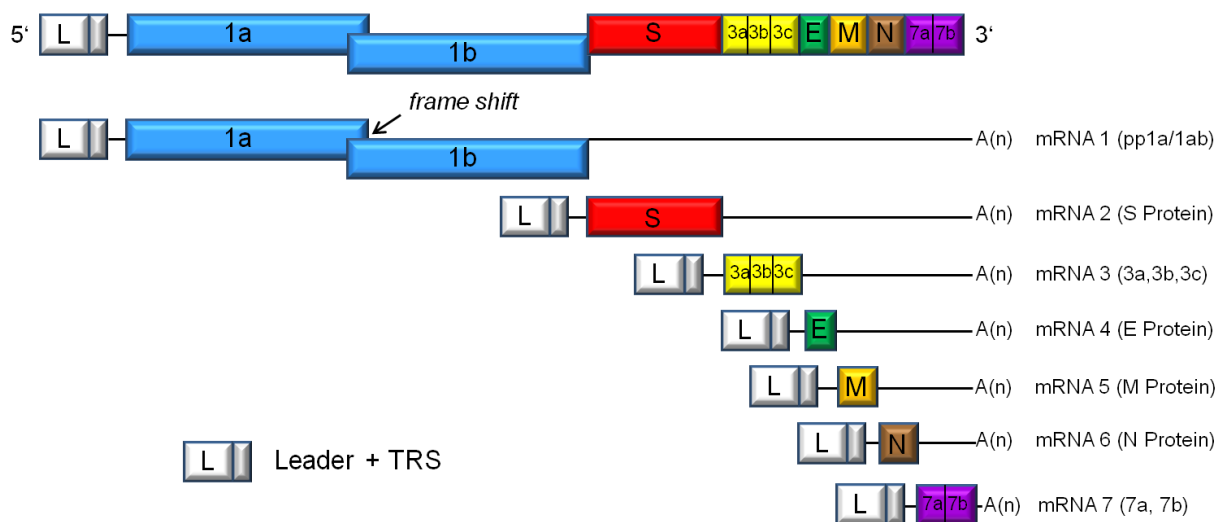 5‘ L 1a 1b S 3a 3b 3c E M N 7a 7b 3‘
frame shift
L 1a 1b A(n) mRNA 1 (pp1a/1ab)
L S A(n) mRNA 2 (S Protein)
L 3a 3b 3c A(n) mRNA 3 (3a,3b,3c)
L E A(n) mRNA 4 (E Protein)
L M A(n) mRNA 5 (M Protein)
L N A(n) mRNA 6 (N Protein)
L Leader + TRS
L 7a 7b A(n) mRNA 7 (7a, 7b)